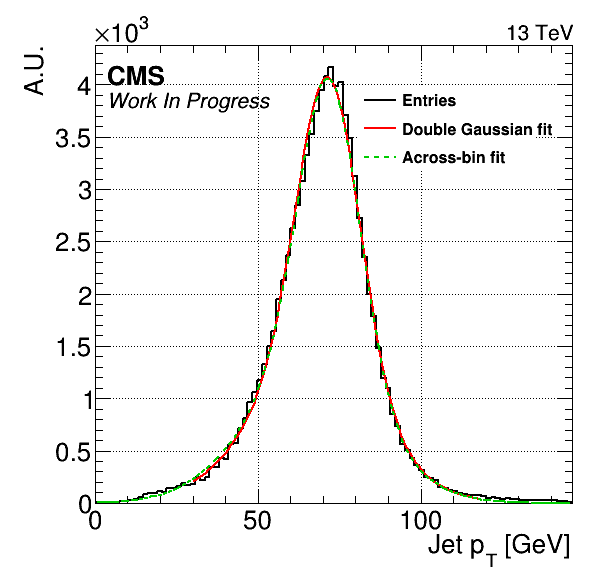 ×10³
13 TeV
A.U.
CMS
Work In Progress
Entries
Double Gaussian fit
Across-bin fit
4
3.5
3
2.5
2
1.5
1
0.5
0
0 50 100
Jet p_T [GeV]